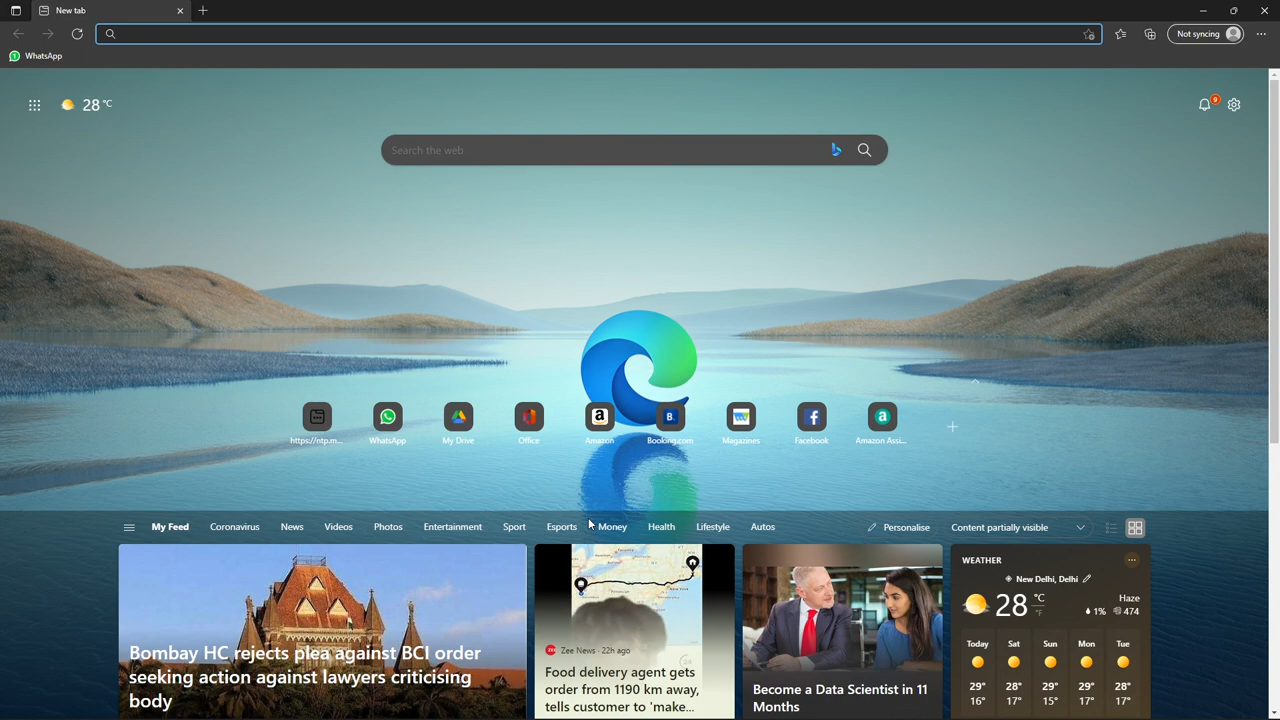 New tab
Not syncing
WhatsApp
28 °C
9
Search the web
https://ntp.m...
WhatsApp
My Drive
Office
Amazon
Booking.com
Magazines
Facebook
Amazon Assi...
My Feed
Coronavirus
News
Videos
Photos
Entertainment
Sport
Esports
Money
Health
Lifestyle
Autos
Personalise
Content partially visible
Bombay HC rejects plea against BCI order
seeking action against lawyers criticising
body
Zee News · 22h ago
Food delivery agent gets
order from 1190 km away,
tells customer to 'make...
Become a Data Scientist in 11
Months
WEATHER
New Delhi, Delhi
28 °C
°F
Haze
1% 474
Today Sat Sun Mon Tue
29° 28° 29° 29° 28°
16° 17° 15° 17° 17°